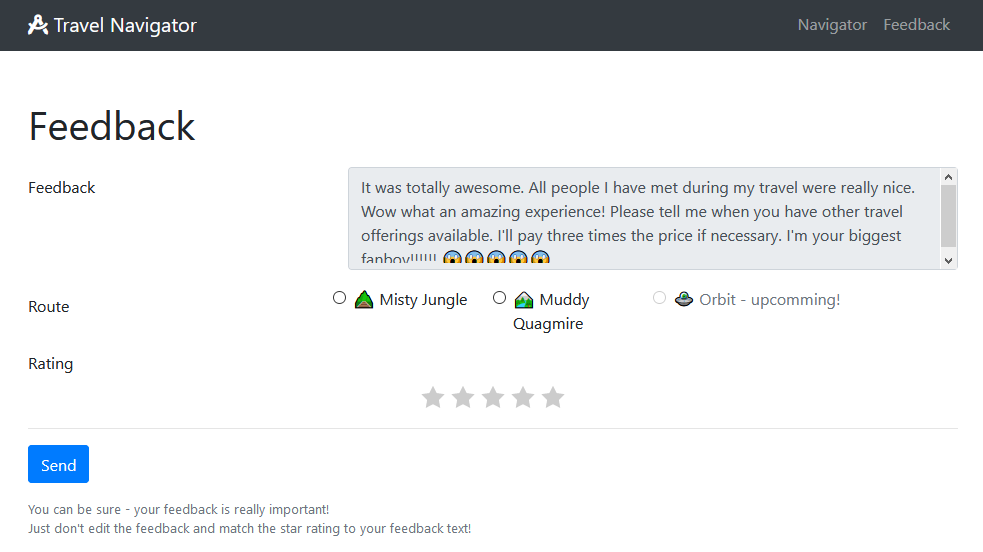 Travel Navigator
Navigator Feedback
Feedback
Feedback
It was totally awesome. All people I have met during my travel were really nice.
Wow what an amazing experience! Please tell me when you have other travel
offerings available. I'll pay three times the price if necessary. I'm your biggest
fanboy!!!!!! 😱😱😱😱😱
Route
Misty Jungle
Muddy
Quagmire
Orbit - upcomming!
Rating
Send
You can be sure - your feedback is really important!
Just don't edit the feedback and match the star rating to your feedback text!